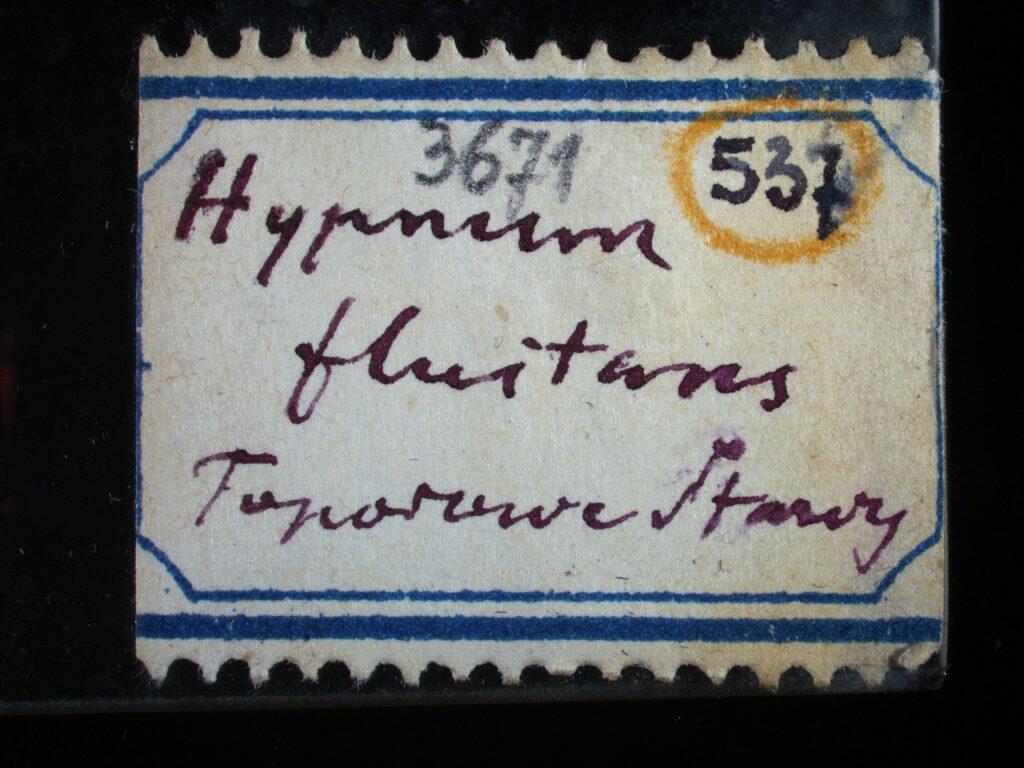 3671
537
Hypnum
fluitans
Toporowe Stawy